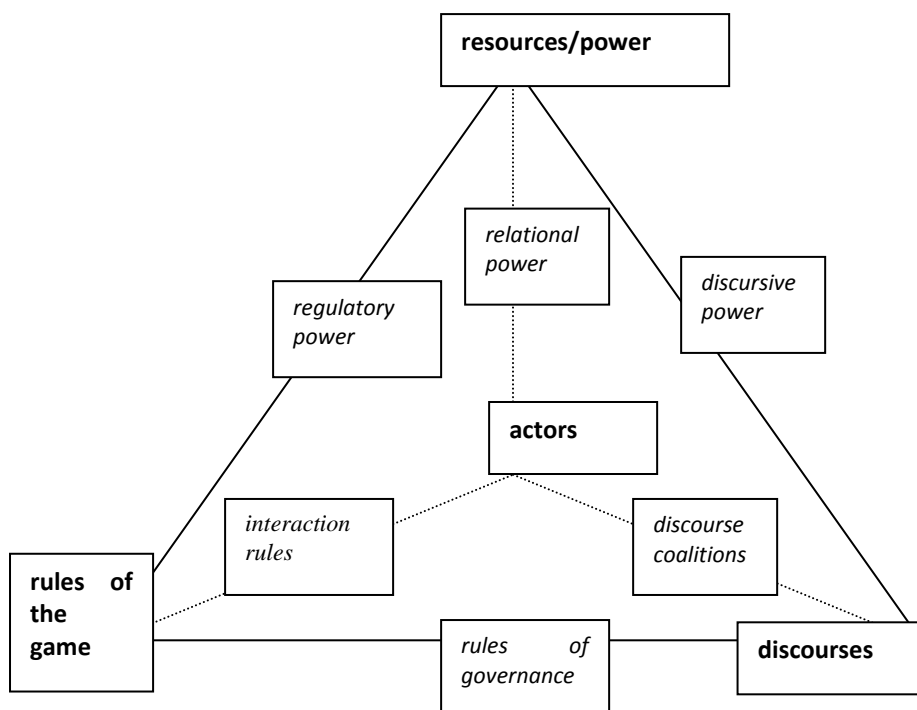 resources/power
relational
power
regulatory
power
discursive
power
actors
interaction
rules
discourse
coalitions
rules of
the
game
rules of
governance
discourses